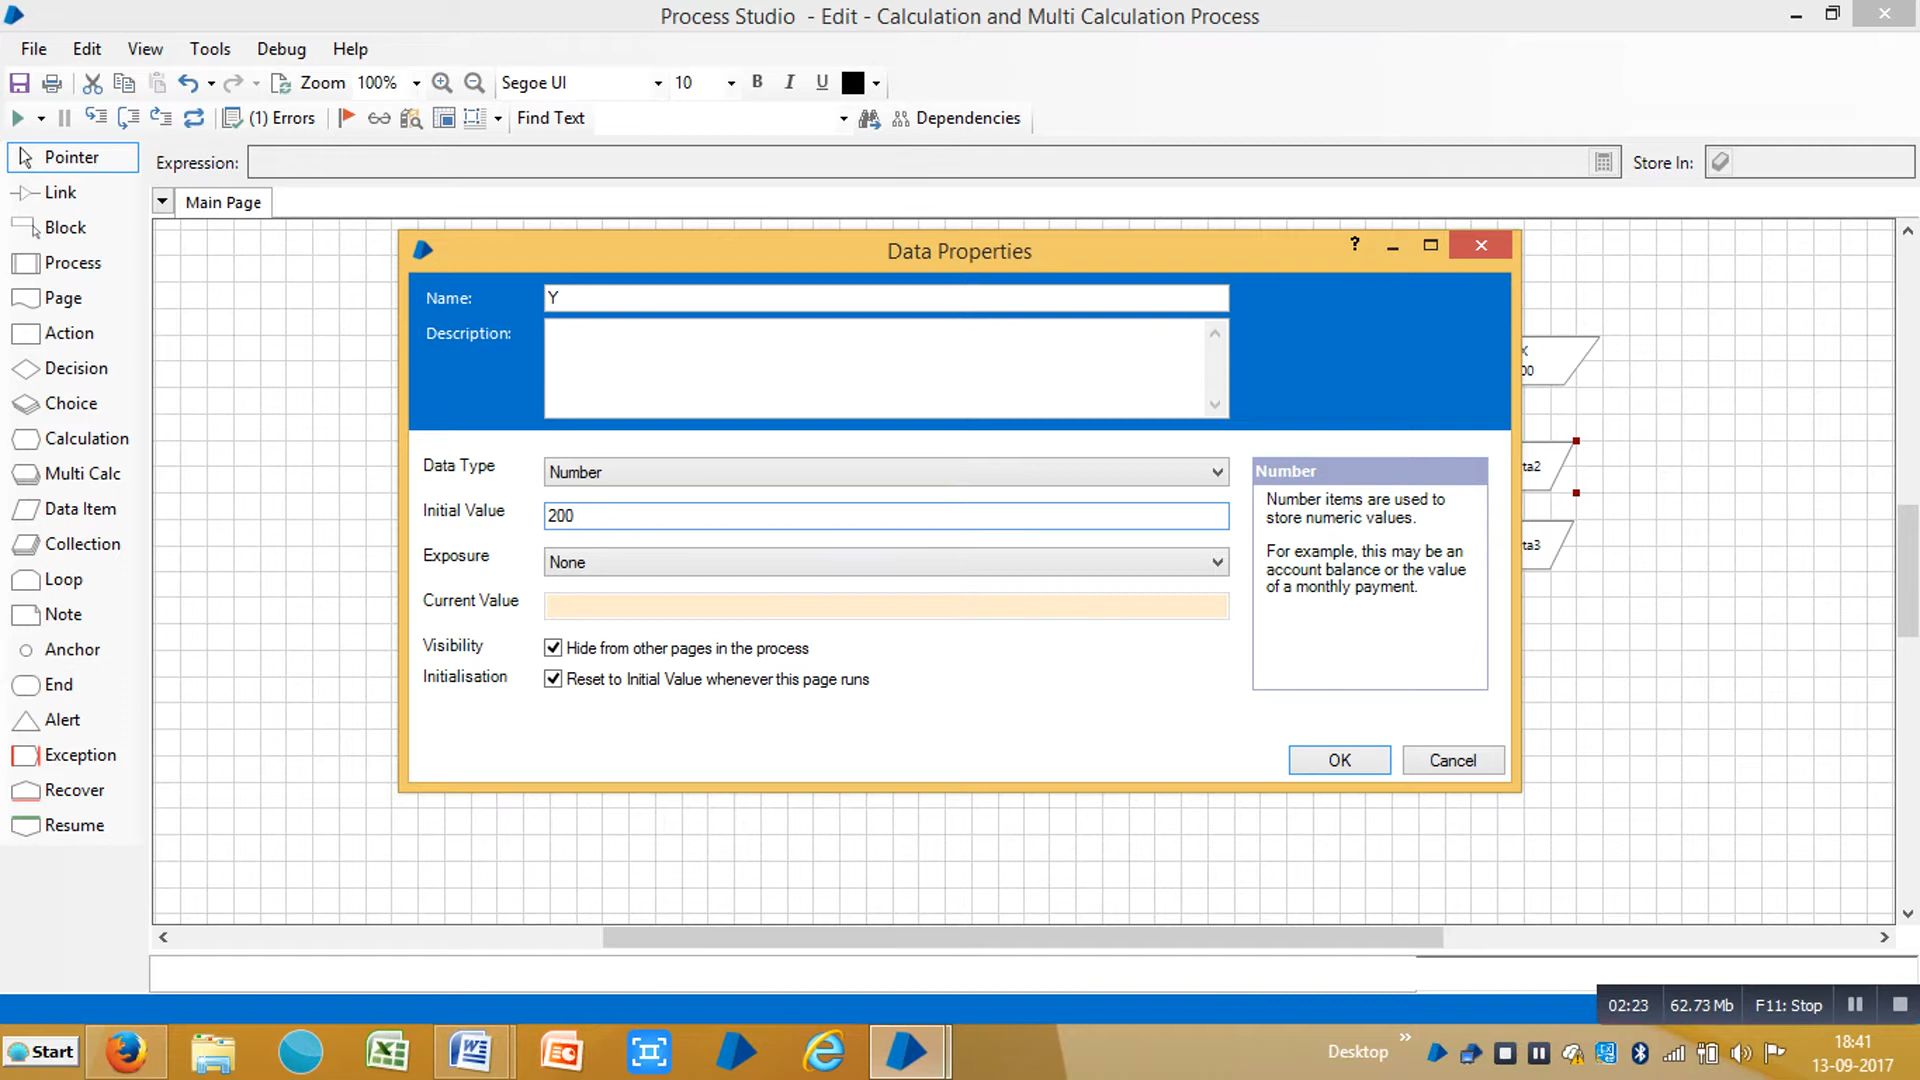 Process Studio - Edit - Calculation and Multi Calculation Process
File Edit View Tools Debug Help
Zoom 100% Segoe UI 10 B I U
(1) Errors Find Text Dependencies
Pointer
Expression:
Store In:
Link
Main Page
Block
Process
Page
Action
Decision
Choice
Calculation
Multi Calc
Data Item
Collection
Loop
Note
Anchor
End
Alert
Exception
Recover
Resume
Data Properties
?
Name: Y
Description:
Data Type Number
Initial Value 200
Exposure None
Current Value
Visibility Hide from other pages in the process
Initialisation Reset to Initial Value whenever this page runs
Number
Number items are used to
store numeric values.
For example, this may be an
account balance or the value
of a monthly payment.
OK Cancel
X
00
ta2
ta3
02:23 62.73 Mb F11: Stop
Start
Desktop
18:41
13-09-2017